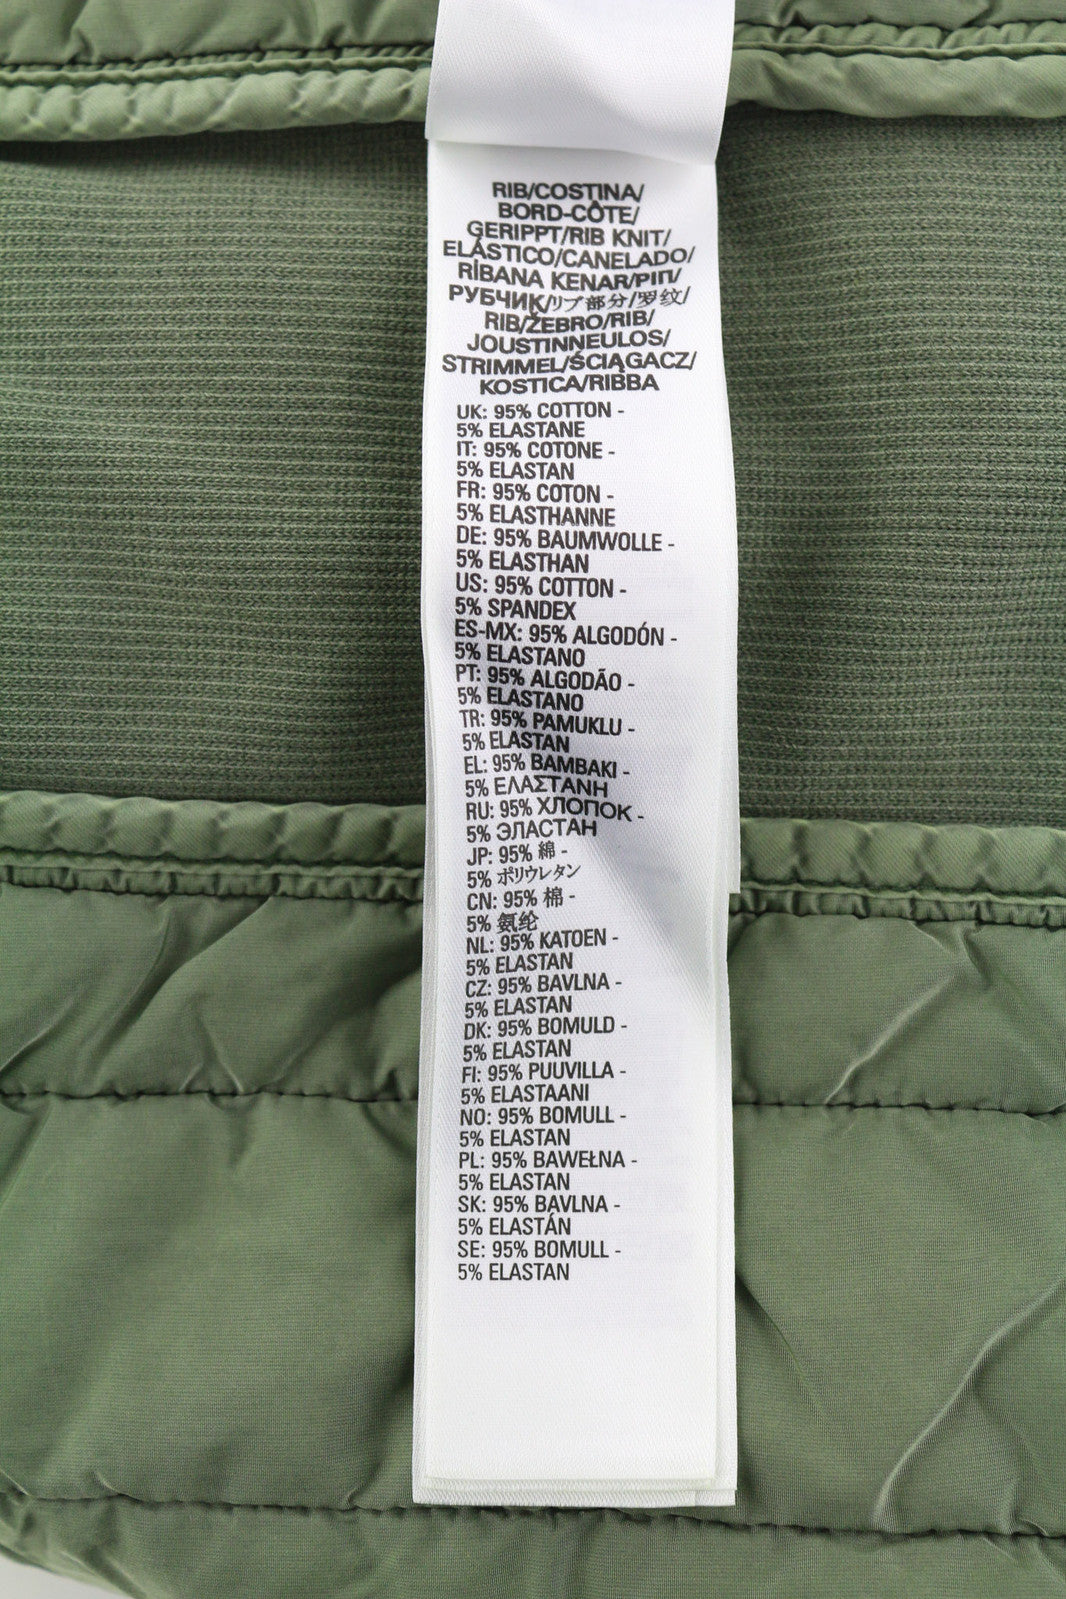 RIB/COSTINA/
BORD-CÔTE/
GERIPPT/RIB KNIT/
ELÁSTICO/CANELADO/
RİBANA KENAR/ΡΙΠ/
РУБЧИК/リブ部分/罗纹/
RIB/ŽEBRO/RIB/
JOUSTINNEULOS/
STRIMMEL/ŚCIĄGACZ/
KOSTICA/RIBBA
UK: 95% COTTON -
5% ELASTANE
IT: 95% COTONE -
5% ELASTAN
FR: 95% COTON -
5% ELASTHANNE
DE: 95% BAUMWOLLE -
5% ELASTHAN
US: 95% COTTON -
5% SPANDEX
ES-MX: 95% ALGODÓN -
5% ELASTANO
PT: 95% ALGODÃO -
5% ELASTANO
TR: 95% PAMUKLU -
5% ELASTAN
EL: 95% ΒΑΜΒΑΚΙ -
5% ΕΛΑΣΤΑΝΗ
RU: 95% ХЛОПОК -
5% ЭЛАСТАН
JP: 95% 綿 -
5% ポリウレタン
CN: 95% 棉 -
5% 氨纶
NL: 95% KATOEN -
5% ELASTAN
CZ: 95% BAVLNA -
5% ELASTAN
DK: 95% BOMULD -
5% ELASTAN
FI: 95% PUUVILLA -
5% ELASTAANI
NO: 95% BOMULL -
5% ELASTAN
PL: 95% BAWEŁNA -
5% ELASTAN
SK: 95% BAVLNA -
5% ELASTÁN
SE: 95% BOMULL -
5% ELASTAN